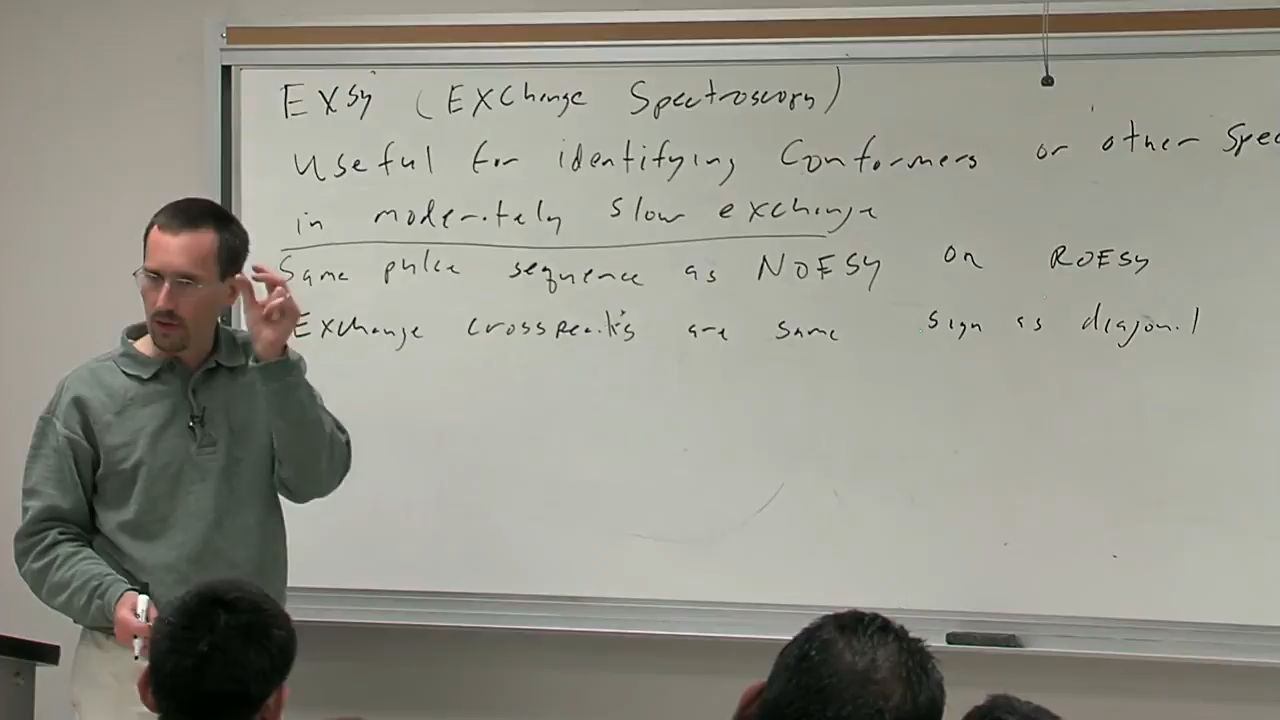 EXSY (EXChange Spectroscopy)
Useful for identifying Conformers or other Spec
in moderately slow exchange
Same pulse sequence as NOESY or ROESY
Exchange crosspeaks are same sign as diagonal